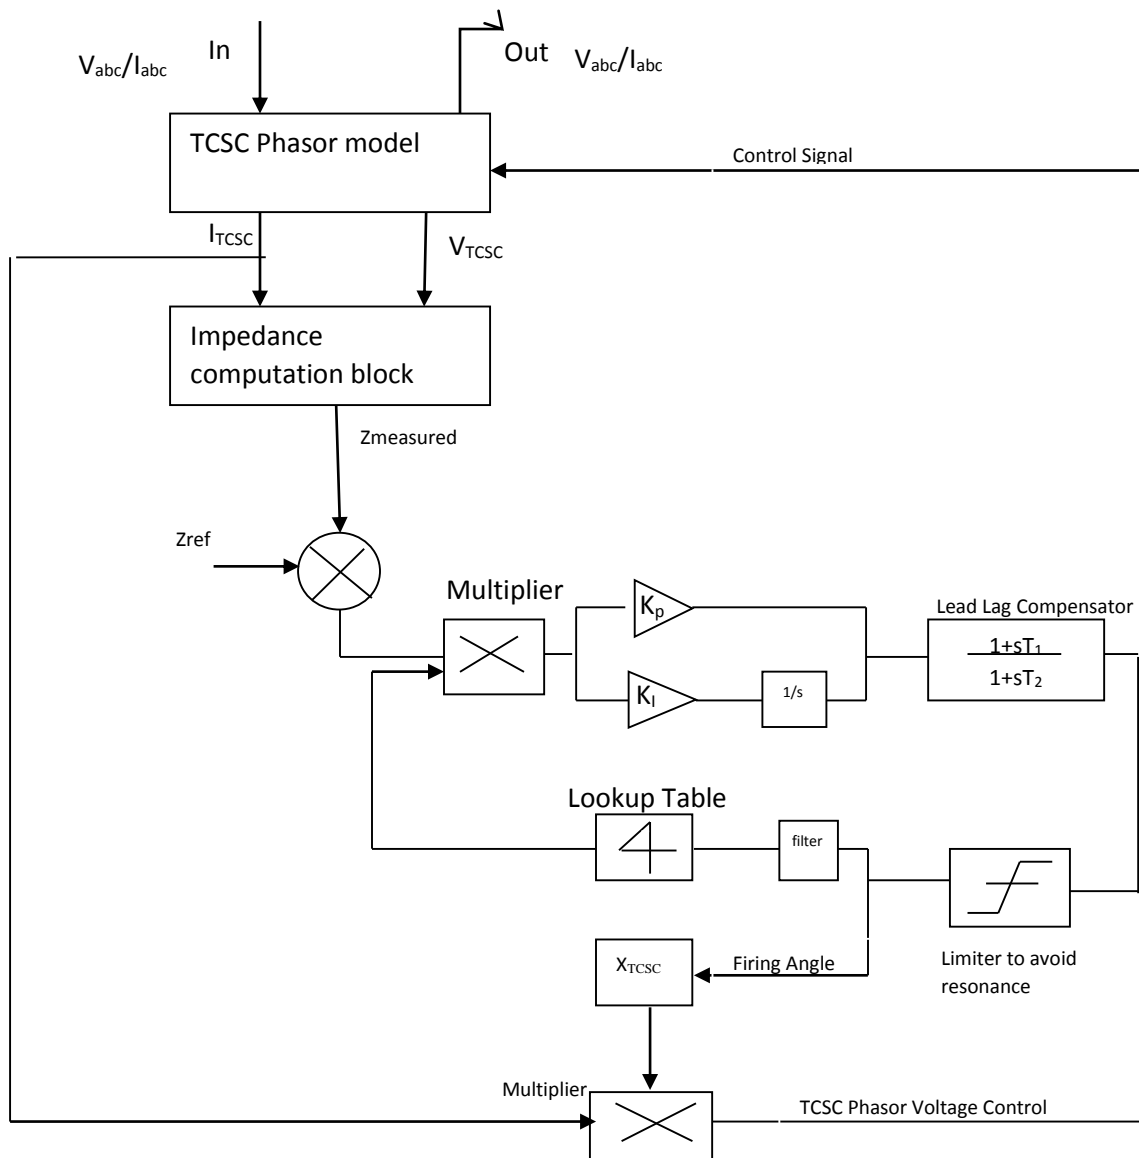 In
Vabc/Iabc
Out
Vabc/Iabc
TCSC Phasor model
Control Signal
ITCSC
VTCSC
Impedance
computation block
Zmeasured
Zref
Multiplier
Kp
KI
1/s
Lead Lag Compensator
1+sT1
1+sT2
Lookup Table
filter
Limiter to avoid
resonance
XTCSC
Firing Angle
Multiplier
TCSC Phasor Voltage Control